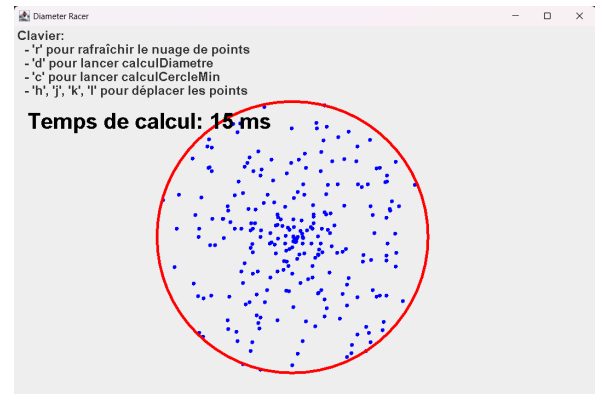 Diameter Racer
Clavier:
- 'r' pour rafraîchir le nuage de points
- 'd' pour lancer calculDiametre
- 'c' pour lancer calculCercleMin
- 'h', 'j', 'k', 'l' pour déplacer les points
Temps de calcul: 15 ms